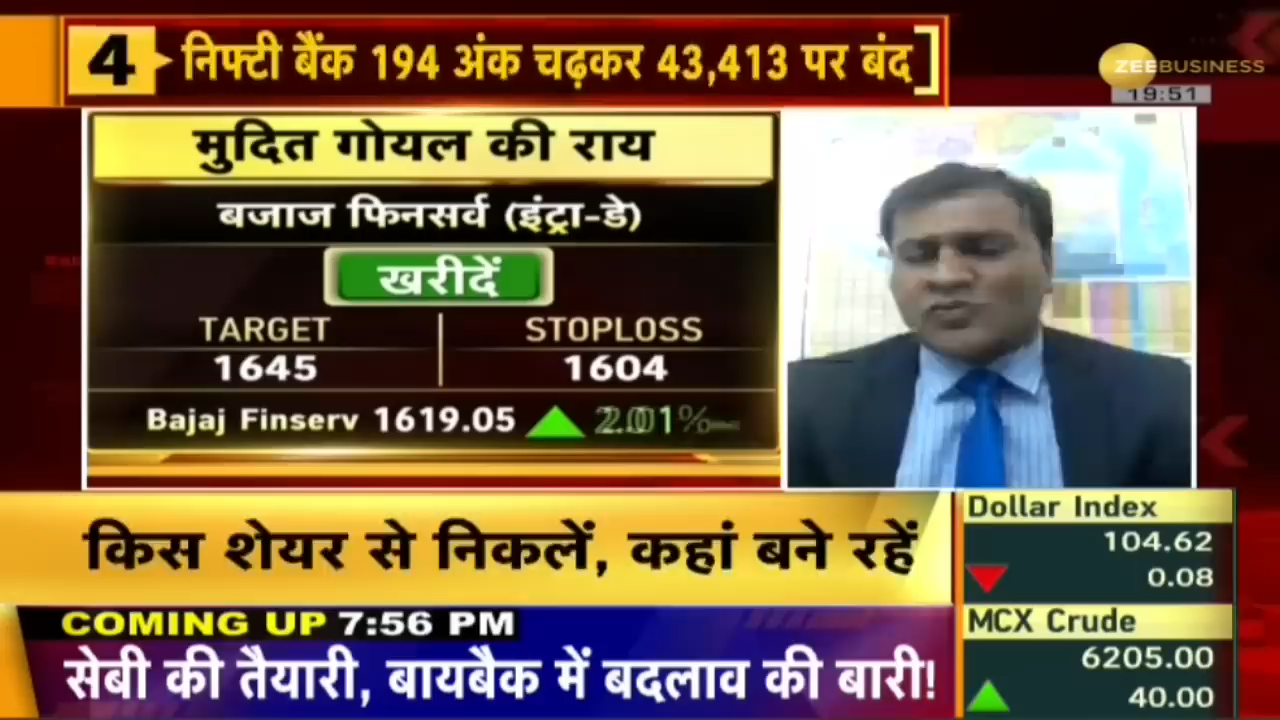 4 निफ्टी बैंक 194 अंक चढ़कर 43,413 पर बंद
ZEEBUSINESS
19:51
मुदित गोयल की राय
बजाज फिनसर्व (इंट्रा-डे)
खरीदें
TARGET STOPLOSS
1645 1604
Bajaj Finserv 1619.05
किस शेयर से निकलें, कहां बने रहें
Dollar Index
104.62
0.08
COMING UP 7:56 PM
सेबी की तैयारी, बायबैक में बदलाव की बारी!
MCX Crude
6205.00
40.00